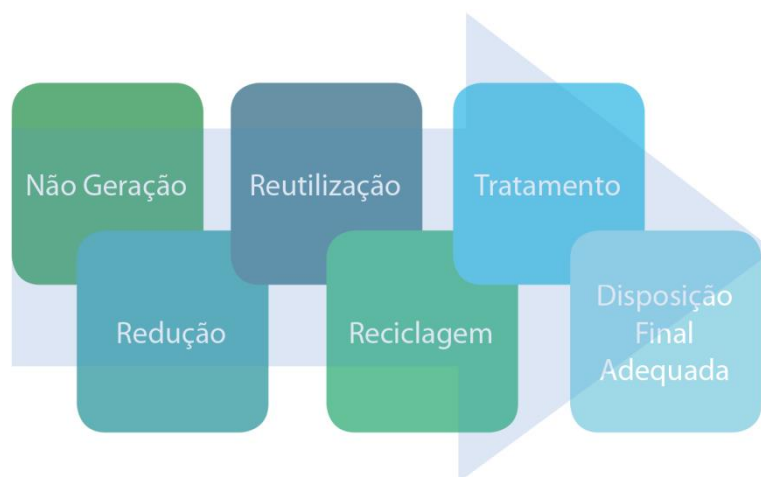 Não Geração
Redução
Reutilização
Reciclagem
Tratamento
Disposição
Final
Adequada